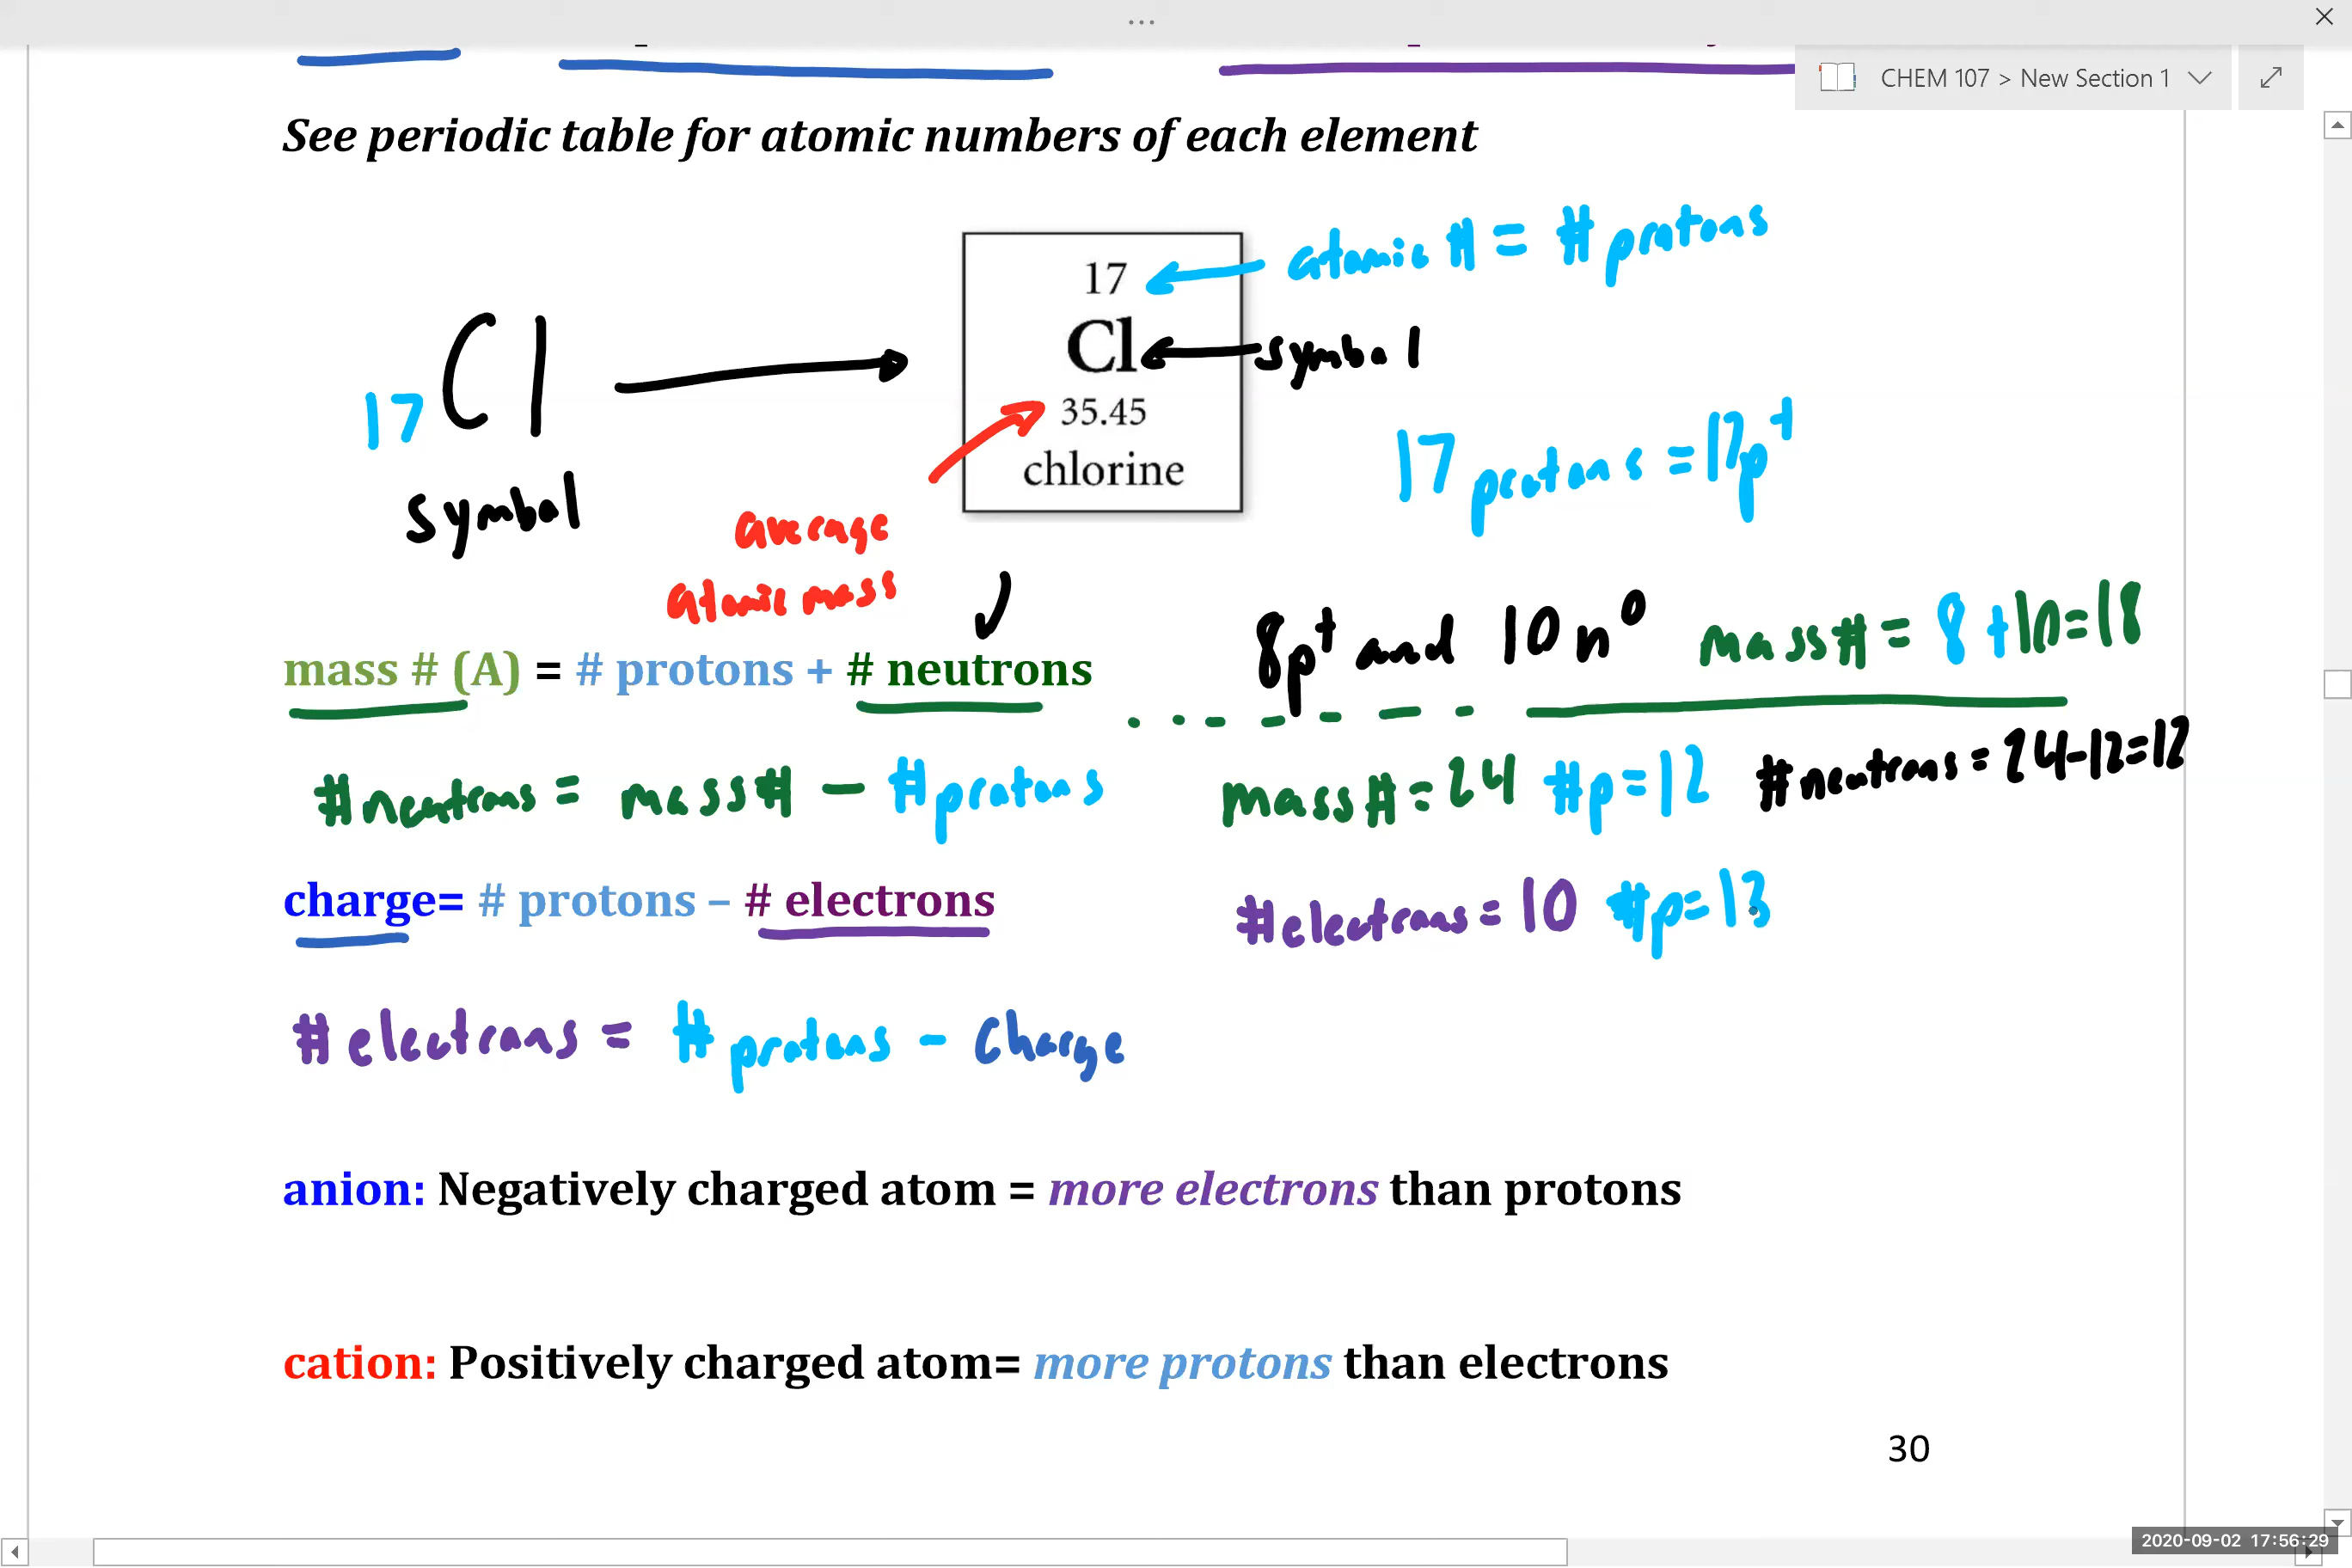 CHEM 107 > New Section 1
See periodic table for atomic numbers of each element
17
Cl
35.45
chlorine
atomic # = # protons
symbol
17 Cl
symbol
17 protons = 17p+
average
atomic mass
mass # (A) = # protons + # neutrons
8p+ and 10n0 mass# = 8+10=18
#neutrons = mass# - #protons
mass#=24 #p=12 #neutrons=24-12=12
charge= # protons – # electrons
#electrons=10 #p=13
#electrons = #protons - charge
anion: Negatively charged atom = more electrons than protons
cation: Positively charged atom= more protons than electrons
30
2020-09-02 17:56:29